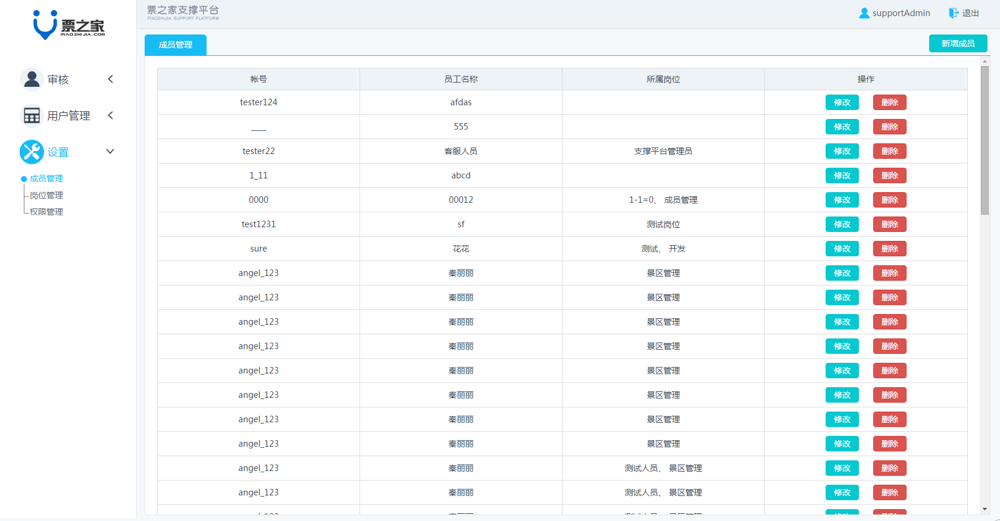 票之家
PIAOZHIJIA.COM
票之家支撑平台
PIAOZHIJIA SUPPORT PLATFORM
supportAdmin 退出
审核
用户管理
设置
成员管理
岗位管理
权限管理
成员管理 新增成员
帐号 员工名称 所属岗位 操作
tester124 afdas 修改 删除
____ 555 修改 删除
tester22 客服人员 支撑平台管理员 修改 删除
1_11 abcd 修改 删除
0000 00012 1-1=0、 成员管理 修改 删除
test1231 sf 测试岗位 修改 删除
sure 花花 测试、 开发 修改 删除
angel_123 秦丽丽 景区管理 修改 删除
angel_123 秦丽丽 景区管理 修改 删除
angel_123 秦丽丽 景区管理 修改 删除
angel_123 秦丽丽 景区管理 修改 删除
angel_123 秦丽丽 景区管理 修改 删除
angel_123 秦丽丽 景区管理 修改 删除
angel_123 秦丽丽 景区管理 修改 删除
angel_123 秦丽丽 景区管理 修改 删除
angel_123 秦丽丽 测试人员、 景区管理 修改 删除
angel_123 秦丽丽 测试人员、 景区管理 修改 删除